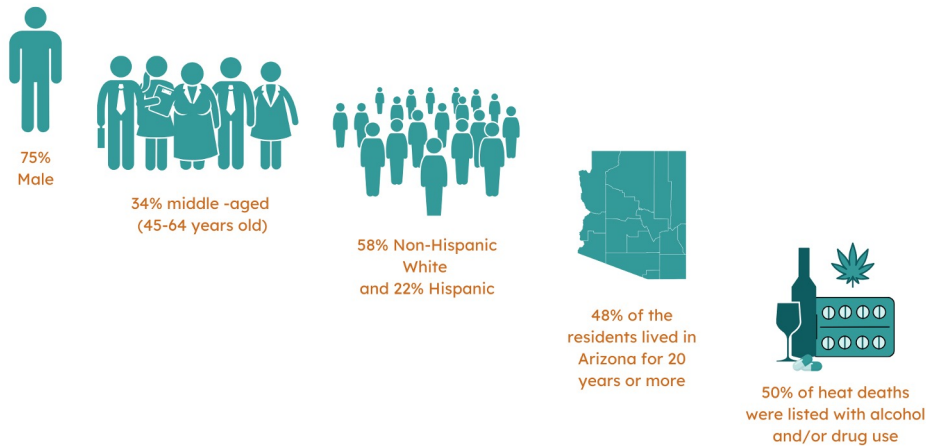 75%
Male
34% middle -aged
(45-64 years old)
58% Non-Hispanic
White
and 22% Hispanic
48% of the
residents lived in
Arizona for 20
years or more
50% of heat deaths
were listed with alcohol
and/or drug use